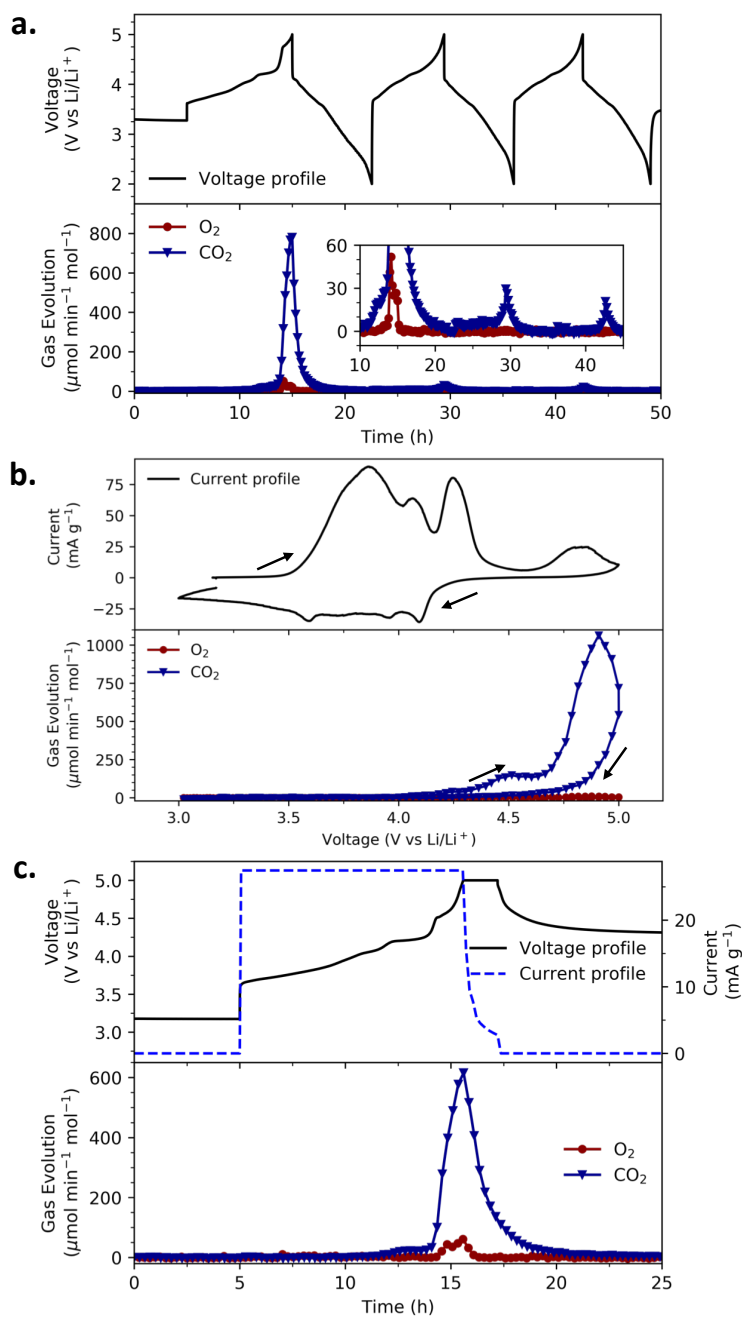 a.
5
4
3
2
Voltage
(V vs Li/Li⁺)
Voltage profile
O₂
CO₂
800
600
400
200
0
Gas Evolution
(μmol min⁻¹ mol⁻¹)
60
30
0
10 20 30 40
0 10 20 30 40 50
Time (h)
b.
Current profile
75
50
25
0
−25
Current
(mA g⁻¹)
O₂
CO₂
1000
750
500
250
0
Gas Evolution
(μmol min⁻¹ mol⁻¹)
3.0 3.5 4.0 4.5 5.0
Voltage (V vs Li/Li⁺)
c.
5.0
4.5
4.0
3.5
3.0
Voltage
(V vs Li/Li⁺)
Voltage profile
Current profile
20
10
0
Current
(mA g⁻¹)
600
400
200
0
Gas Evolution
(μmol min⁻¹ mol⁻¹)
O₂
CO₂
0 5 10 15 20 25
Time (h)